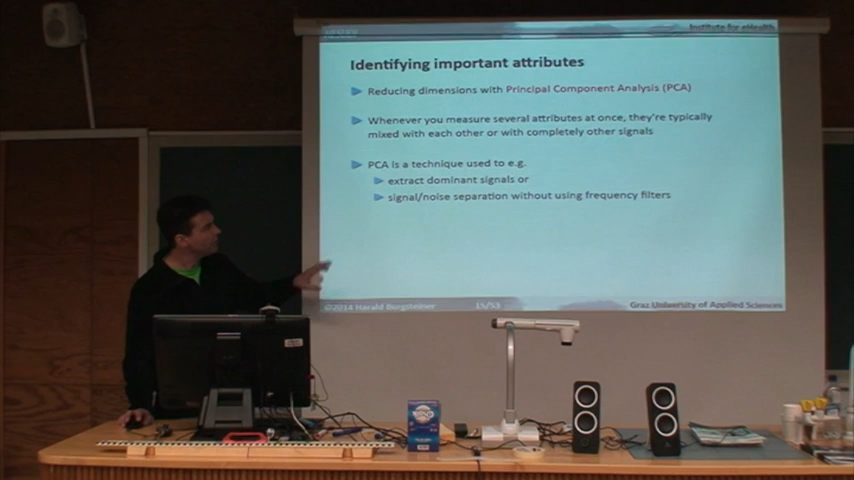 Institute for eHealth
Identifying important attributes
Reducing dimensions with Principal Component Analysis (PCA)
Whenever you measure several attributes at once, they're typically
mixed with each other or with completely other signals
PCA is a technique used to e.g.
extract dominant signals or
signal/noise separation without using frequency filters
©2014 Harald Burgsteiner
15/53
Graz University of Applied Sciences